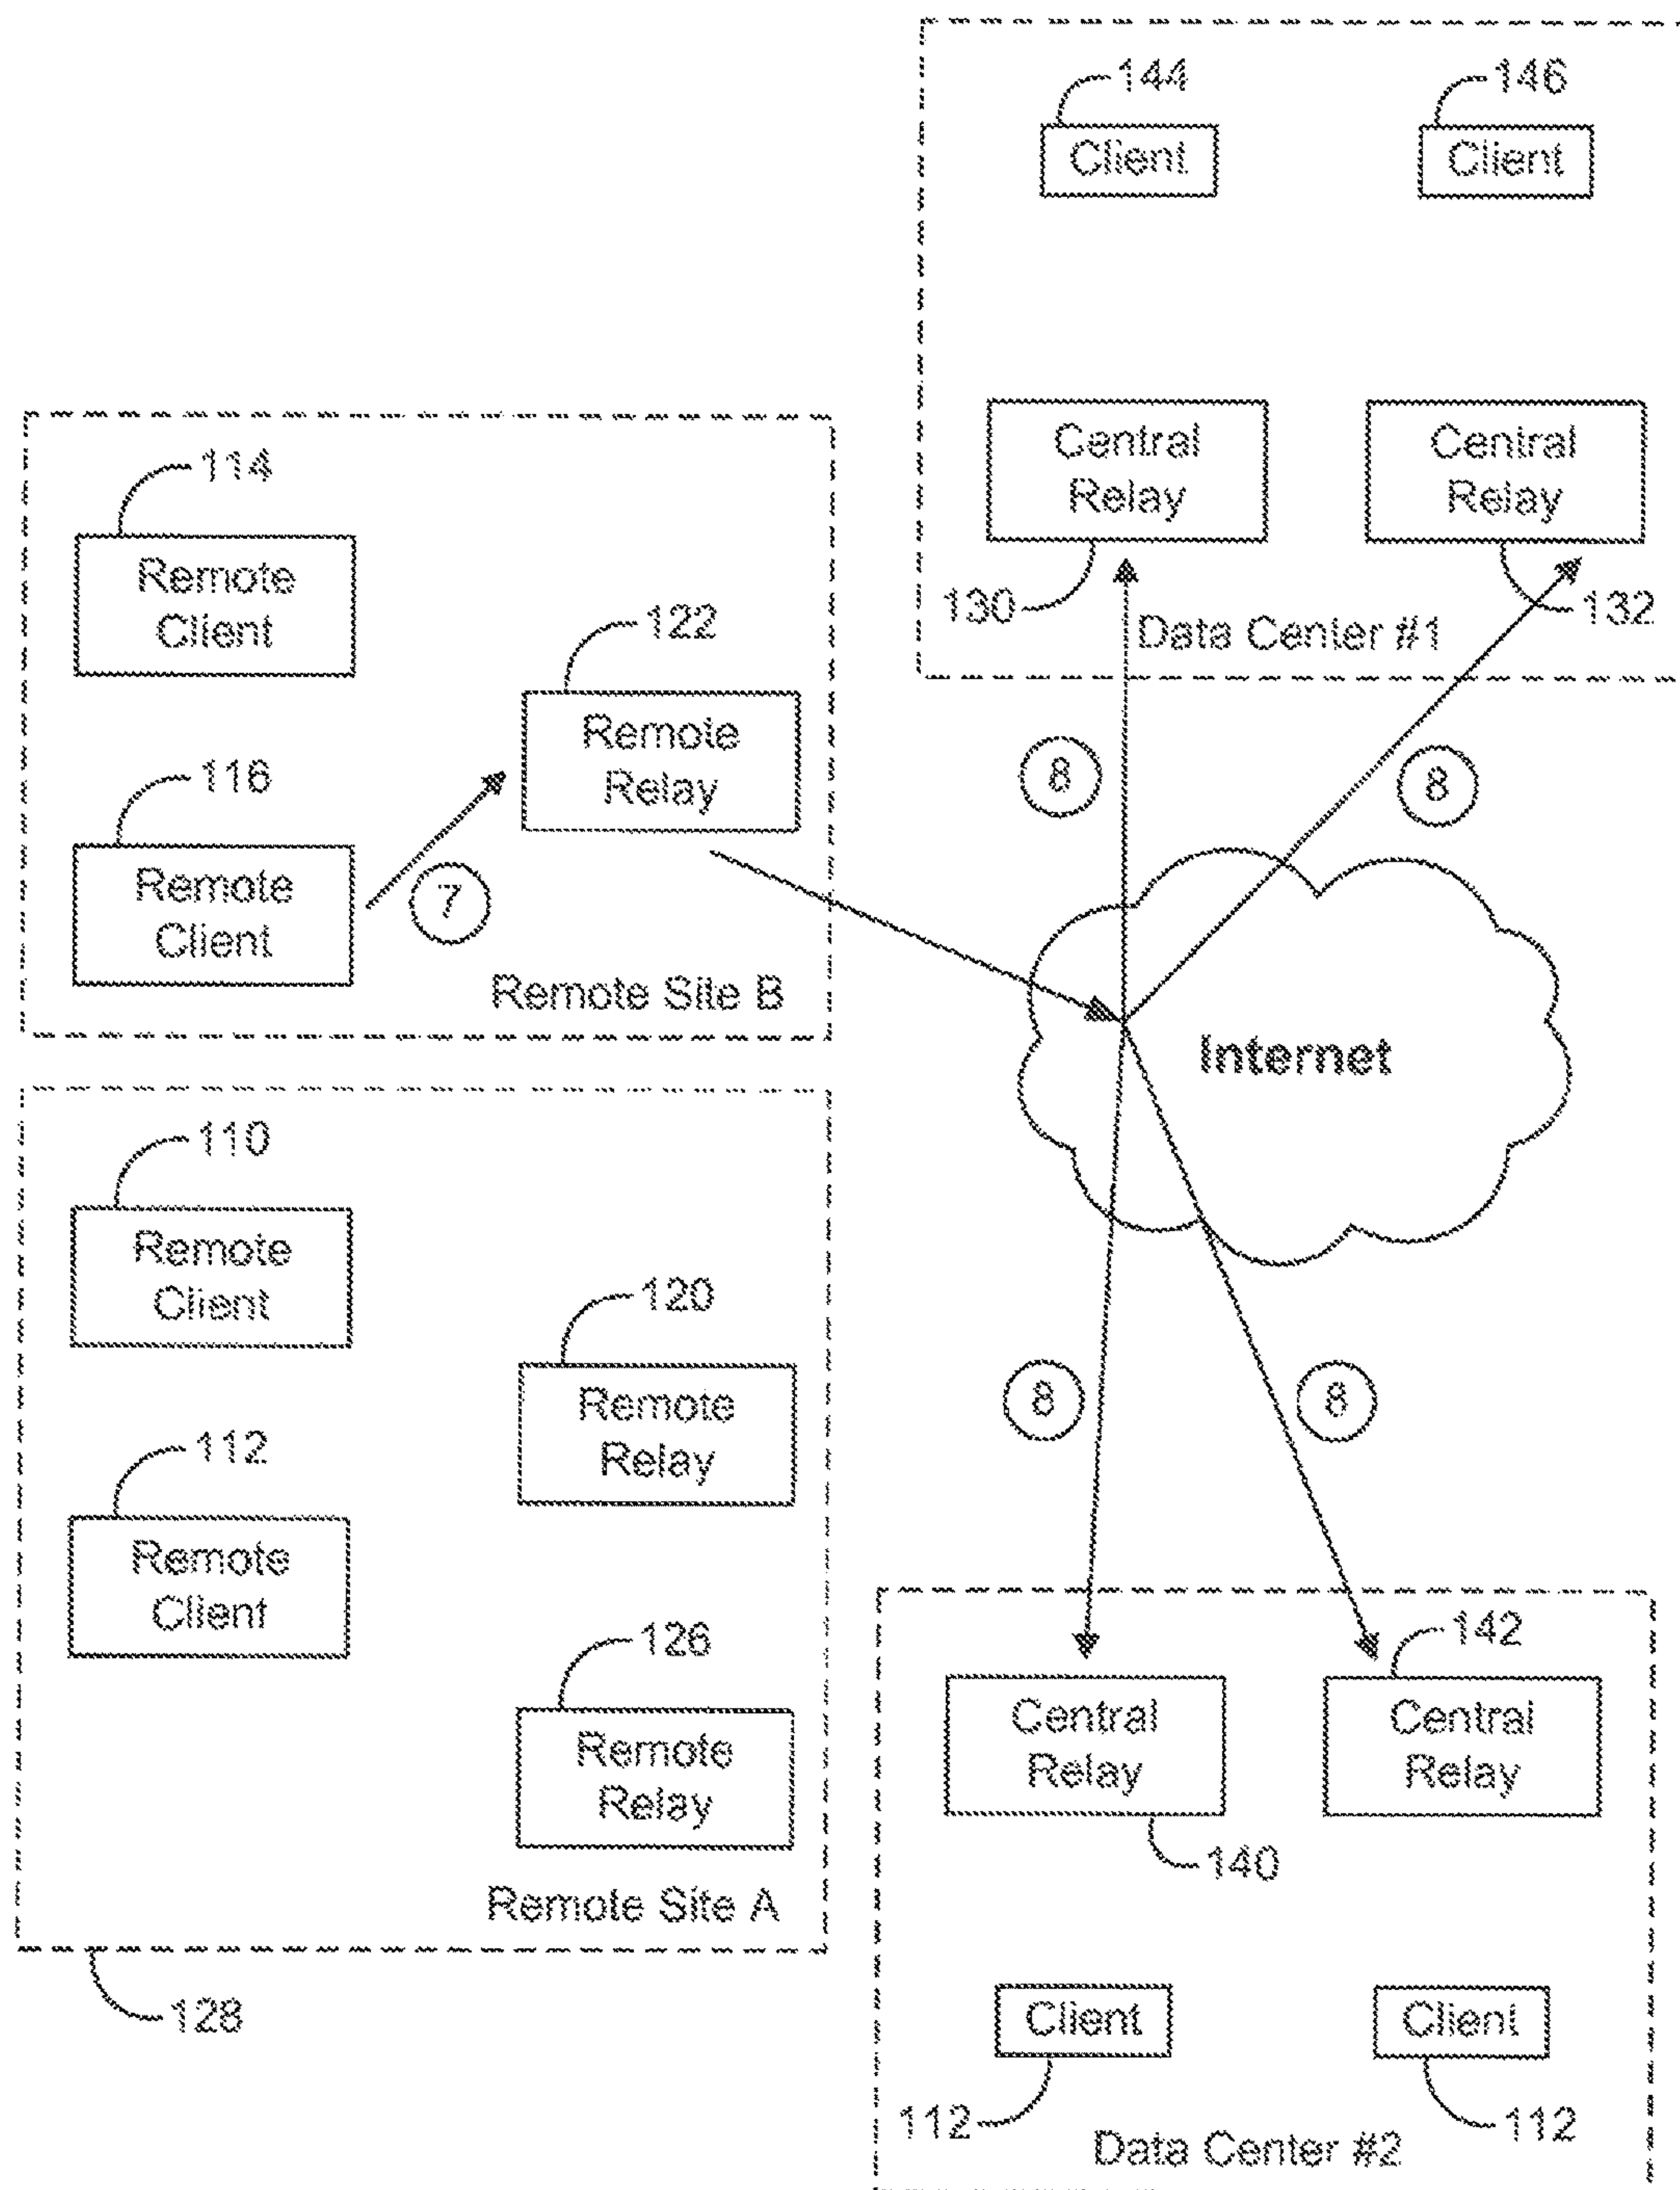 144
146
Client
Client
Central
Relay
Central
Relay
130
132
Data Center #1
114
Remote
Client
122
Remote
Relay
116
Remote
Client
7
Remote Site B
8
8
Internet
110
Remote
Client
120
Remote
Relay
112
Remote
Client
126
Remote
Relay
Remote Site A
128
8
8
142
Central
Relay
Central
Relay
140
Client
Client
112
112
Data Center #2